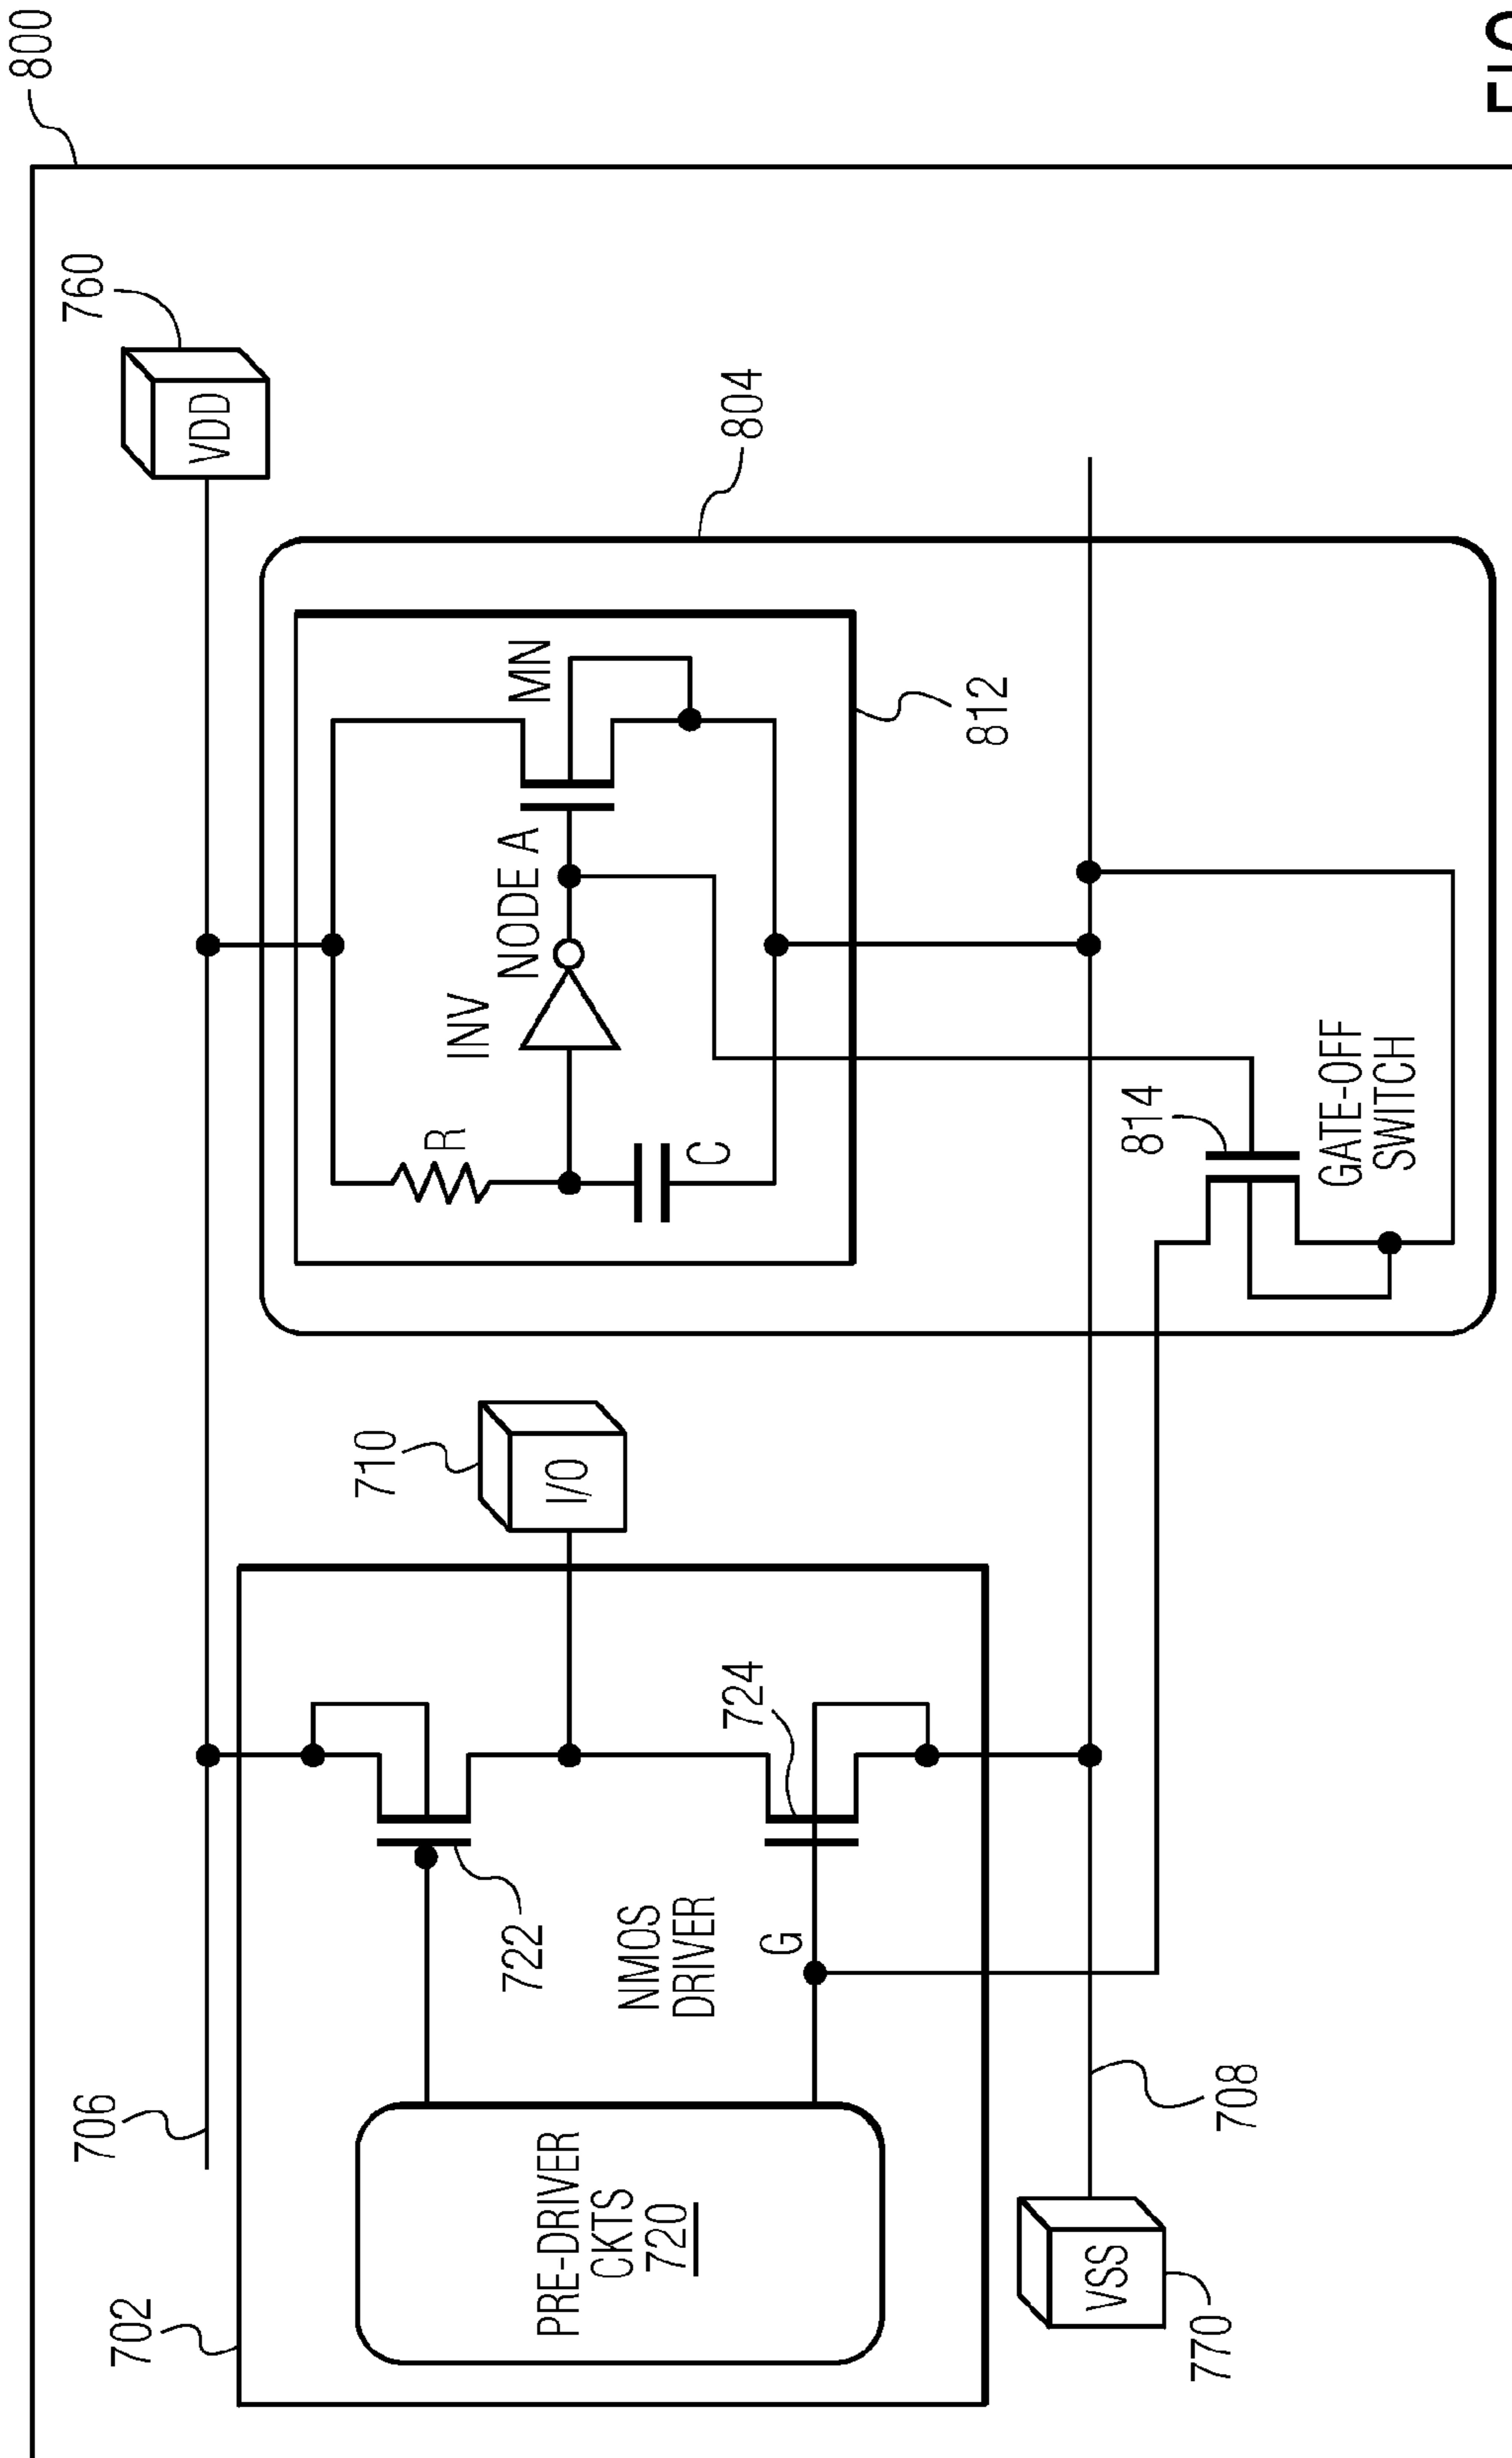 800
706
VDD
760
702
PRE-DRIVER
CKTS
720
722
NMOS
DRIVER
G
724
710
I/O
804
R
INV
NODE A
MN
C
812
VSS
770
708
814
GATE-OFF
SWITCH